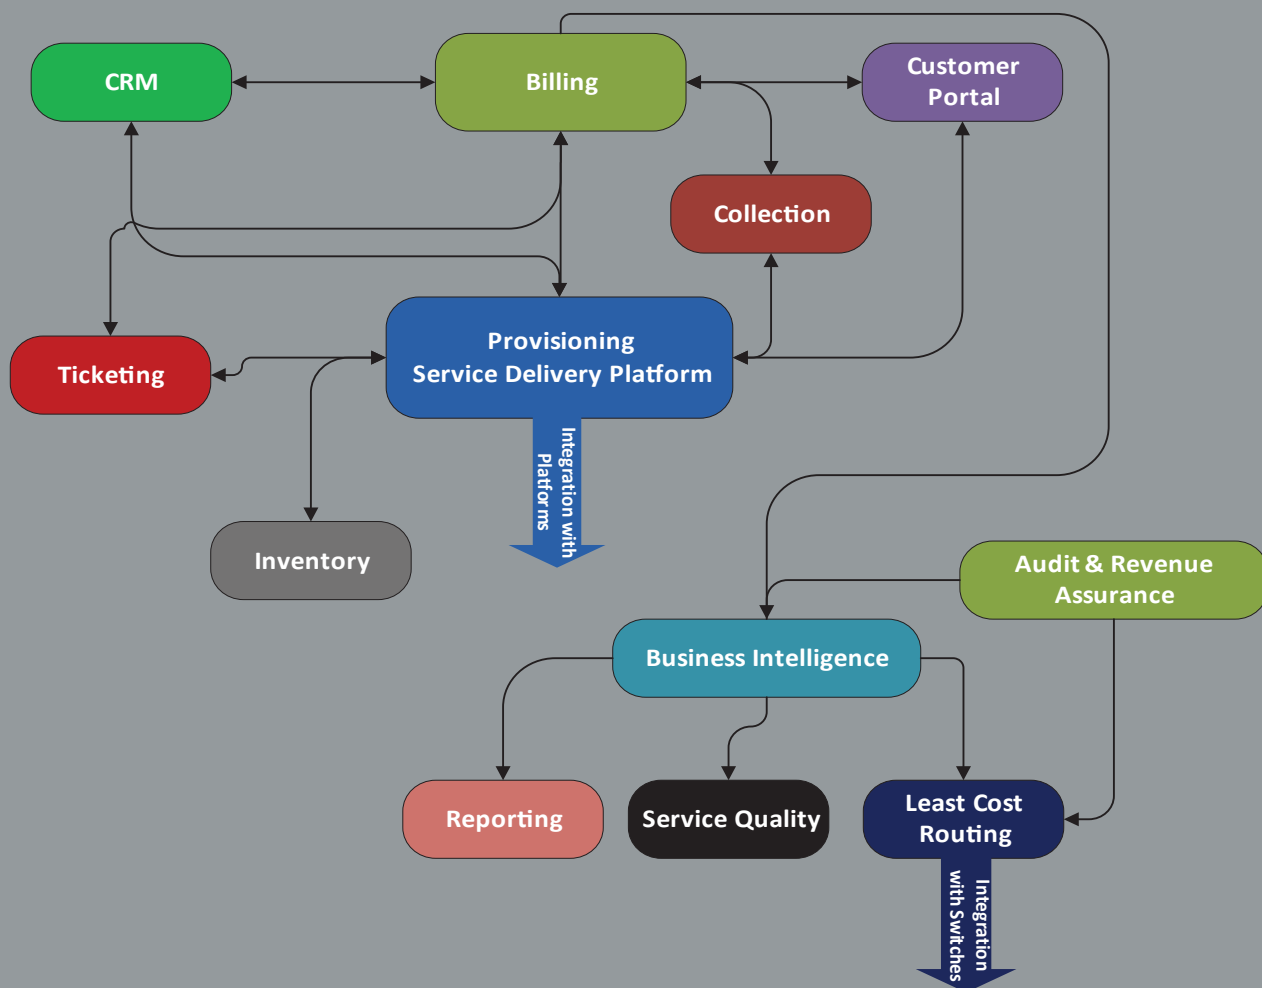 CRM
Billing
Customer
Portal
Collection
Provisioning
Service Delivery Platform
Ticketing
Integration with
Platforms
Inventory
Audit & Revenue
Assurance
Business Intelligence
Reporting
Service Quality
Least Cost
Routing
Integration
with Switches